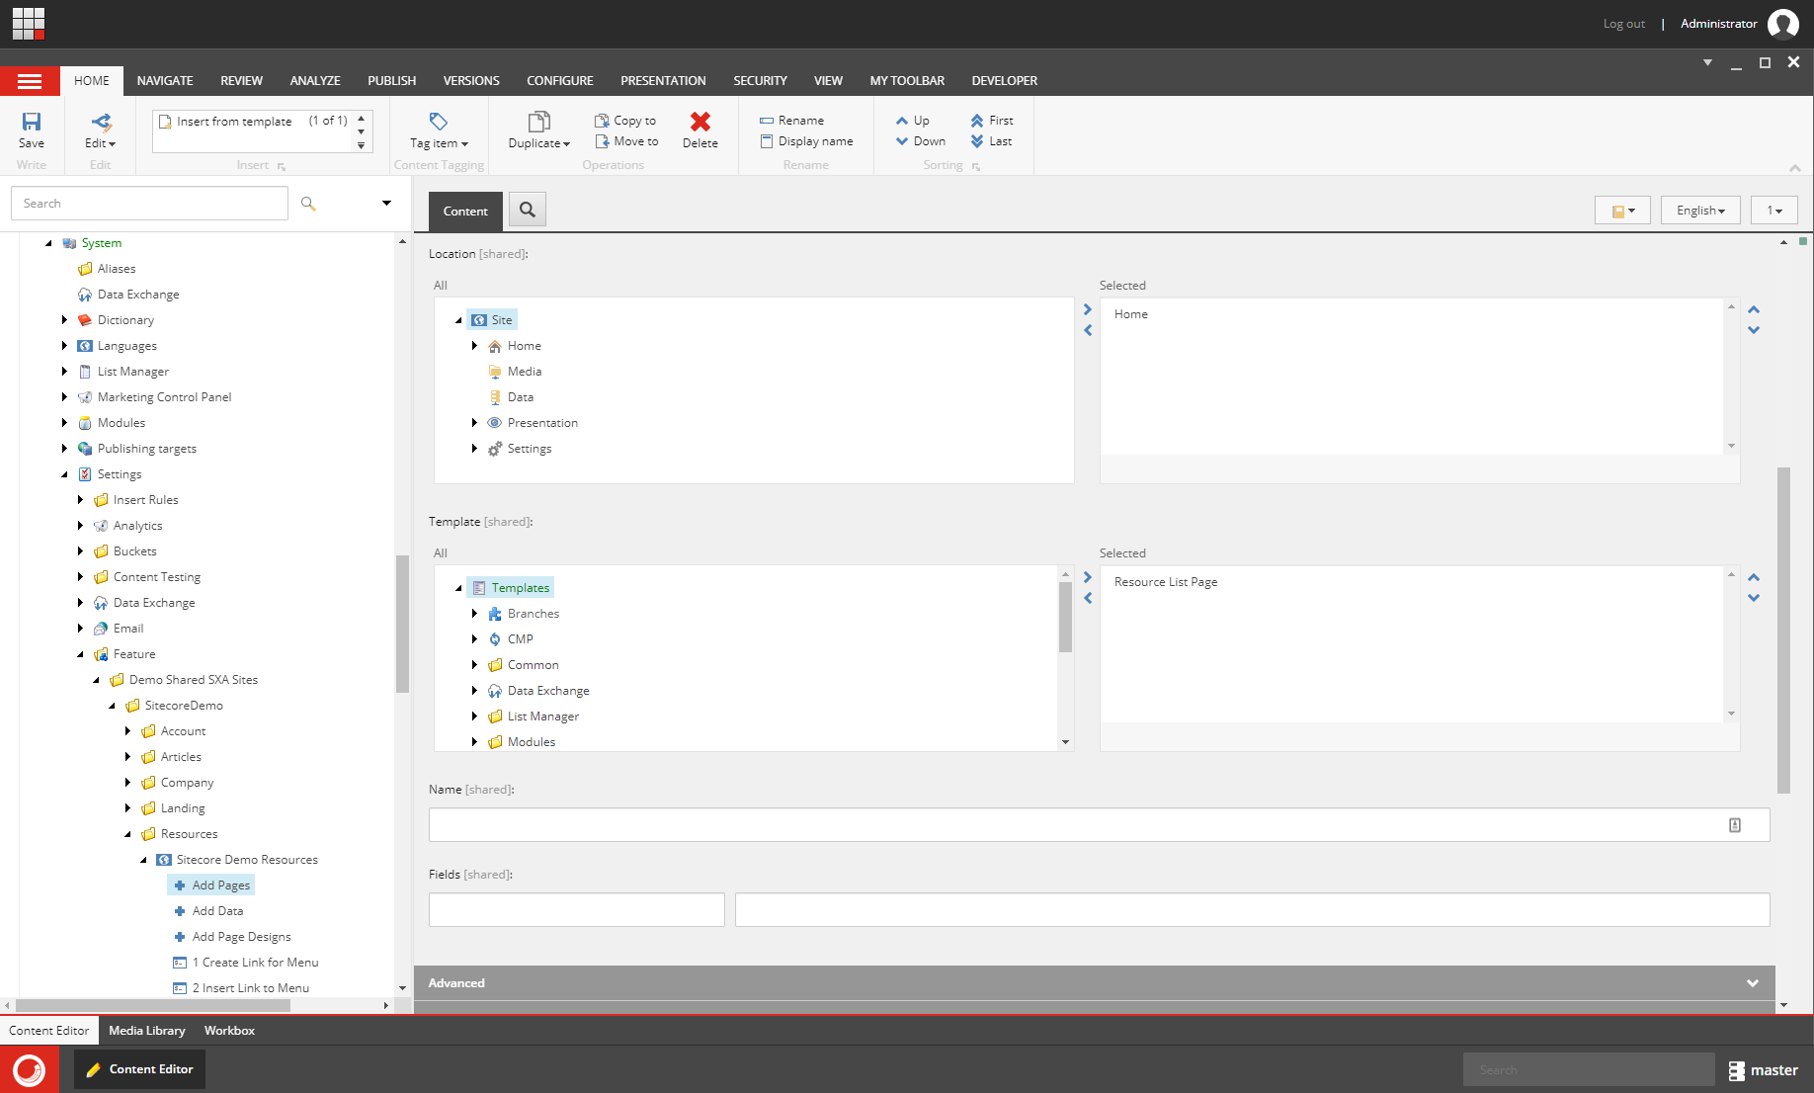 Log out | Administrator
HOME NAVIGATE REVIEW ANALYZE PUBLISH VERSIONS CONFIGURE PRESENTATION SECURITY VIEW MY TOOLBAR DEVELOPER
Save
Write
Edit
Edit
Insert from template (1 of 1)
Insert
Tag item
Content Tagging
Duplicate
Copy to
Move to
Delete
Operations
Rename
Display name
Rename
Up
Down
First
Last
Sorting
Search
System
Aliases
Data Exchange
Dictionary
Languages
List Manager
Marketing Control Panel
Modules
Publishing targets
Settings
Insert Rules
Analytics
Buckets
Content Testing
Data Exchange
Email
Feature
Demo Shared SXA Sites
SitecoreDemo
Account
Articles
Company
Landing
Resources
Sitecore Demo Resources
Add Pages
Add Data
Add Page Designs
1 Create Link for Menu
2 Insert Link to Menu
Content
English
1
Location [shared]:
All
Site
Home
Media
Data
Presentation
Settings
Selected
Home
Template [shared]:
All
Templates
Branches
CMP
Common
Data Exchange
List Manager
Modules
Selected
Resource List Page
Name [shared]:
Fields [shared]:
Advanced
Content Editor Media Library Workbox
Content Editor
Search
master